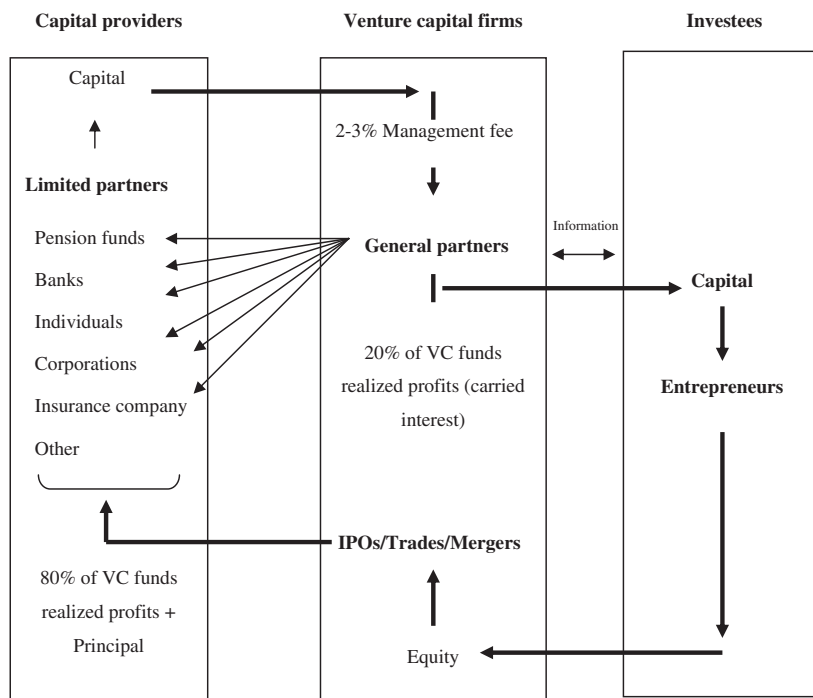 Capital providers
Venture capital firms
Investees
Capital
2-3% Management fee
Limited partners
Pension funds
Banks
Individuals
Corporations
Insurance company
Other
General partners
Information
Capital
20% of VC funds
realized profits (carried
interest)
Entrepreneurs
IPOs/Trades/Mergers
80% of VC funds
realized profits +
Principal
Equity